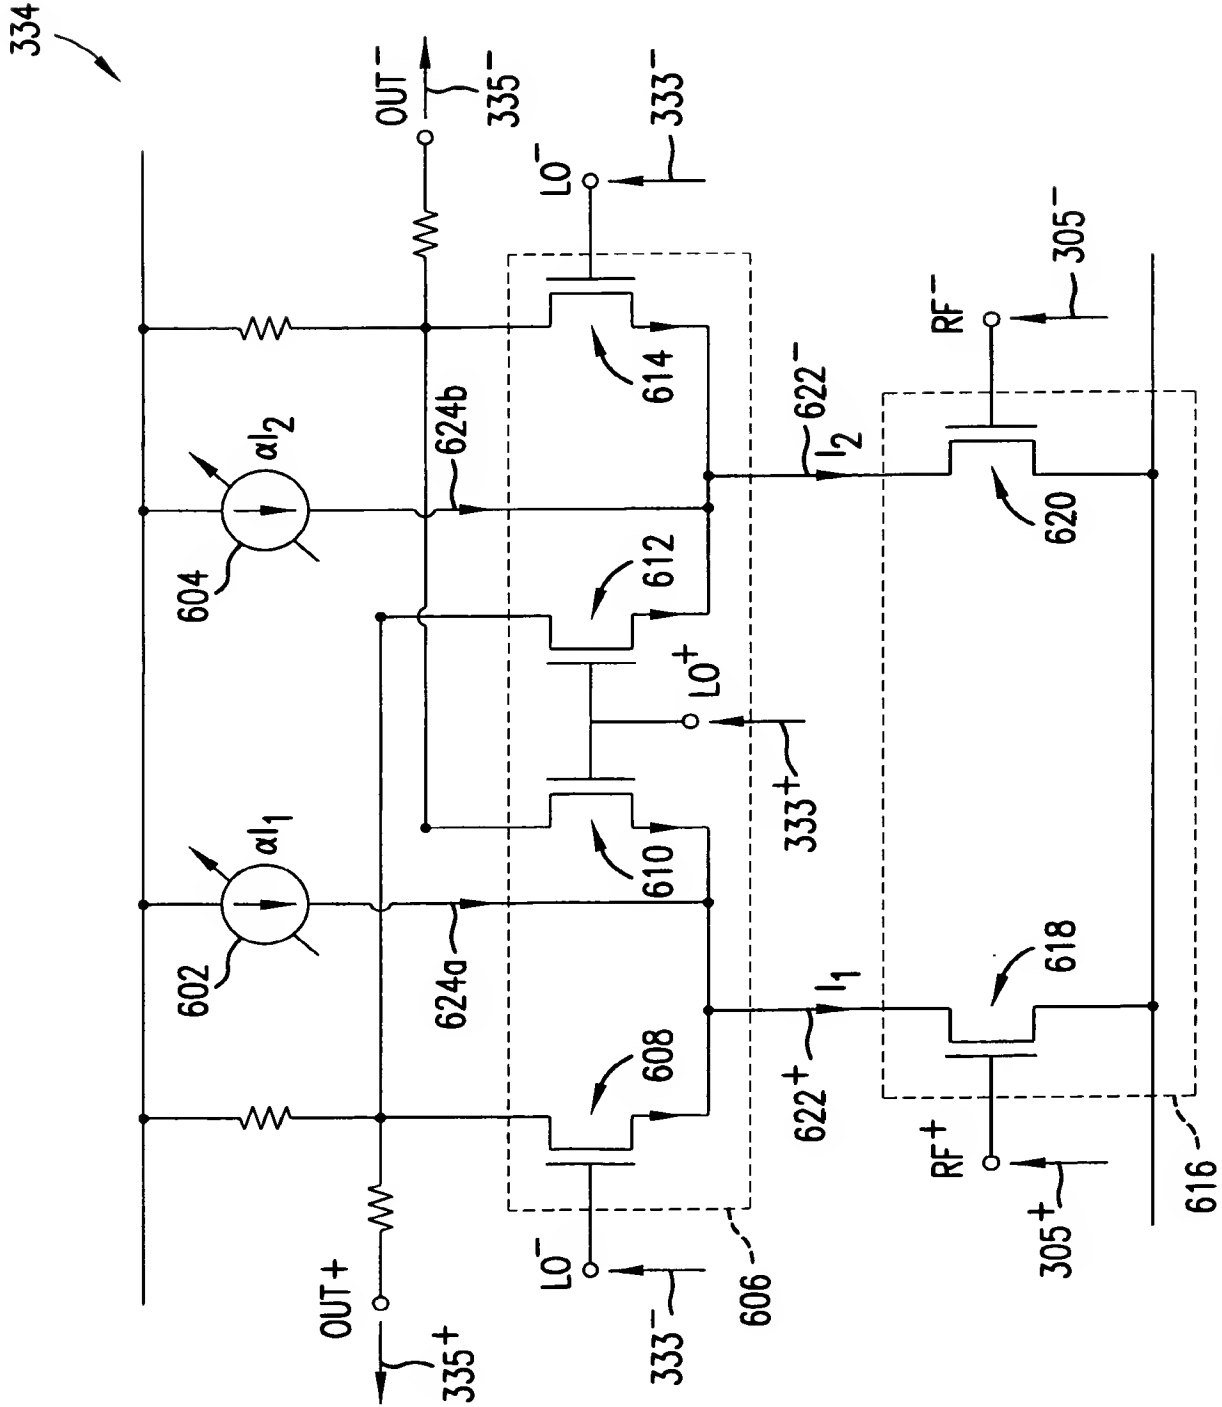 334
OUT-
335-
LO-
333-
αI2
604
624b
614
RF-
305-
622-
I2
620
612
LO+
333+
αI1
602
624a
610
618
I1
622+
608
RF+
305+
616
OUT+
335+
LO-
333-
606